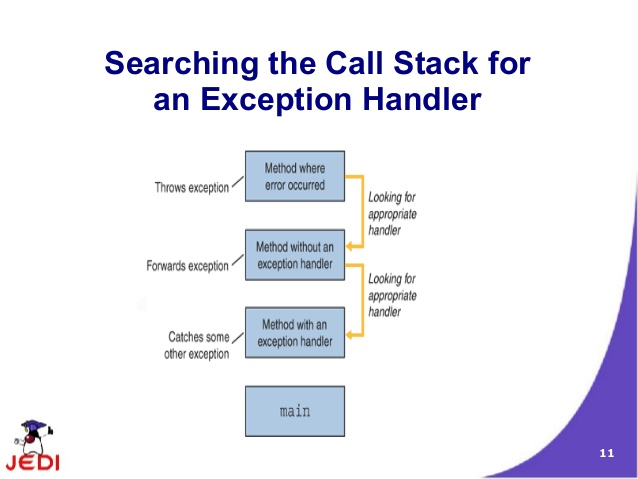 Searching the Call Stack for
an Exception Handler
Method where
error occurred
Throws exception
Looking for
appropriate
handler
Method without an
exception handler
Forwards exception
Looking for
appropriate
handler
Method with an
exception handler
Catches some
other exception
main
JEDI
11